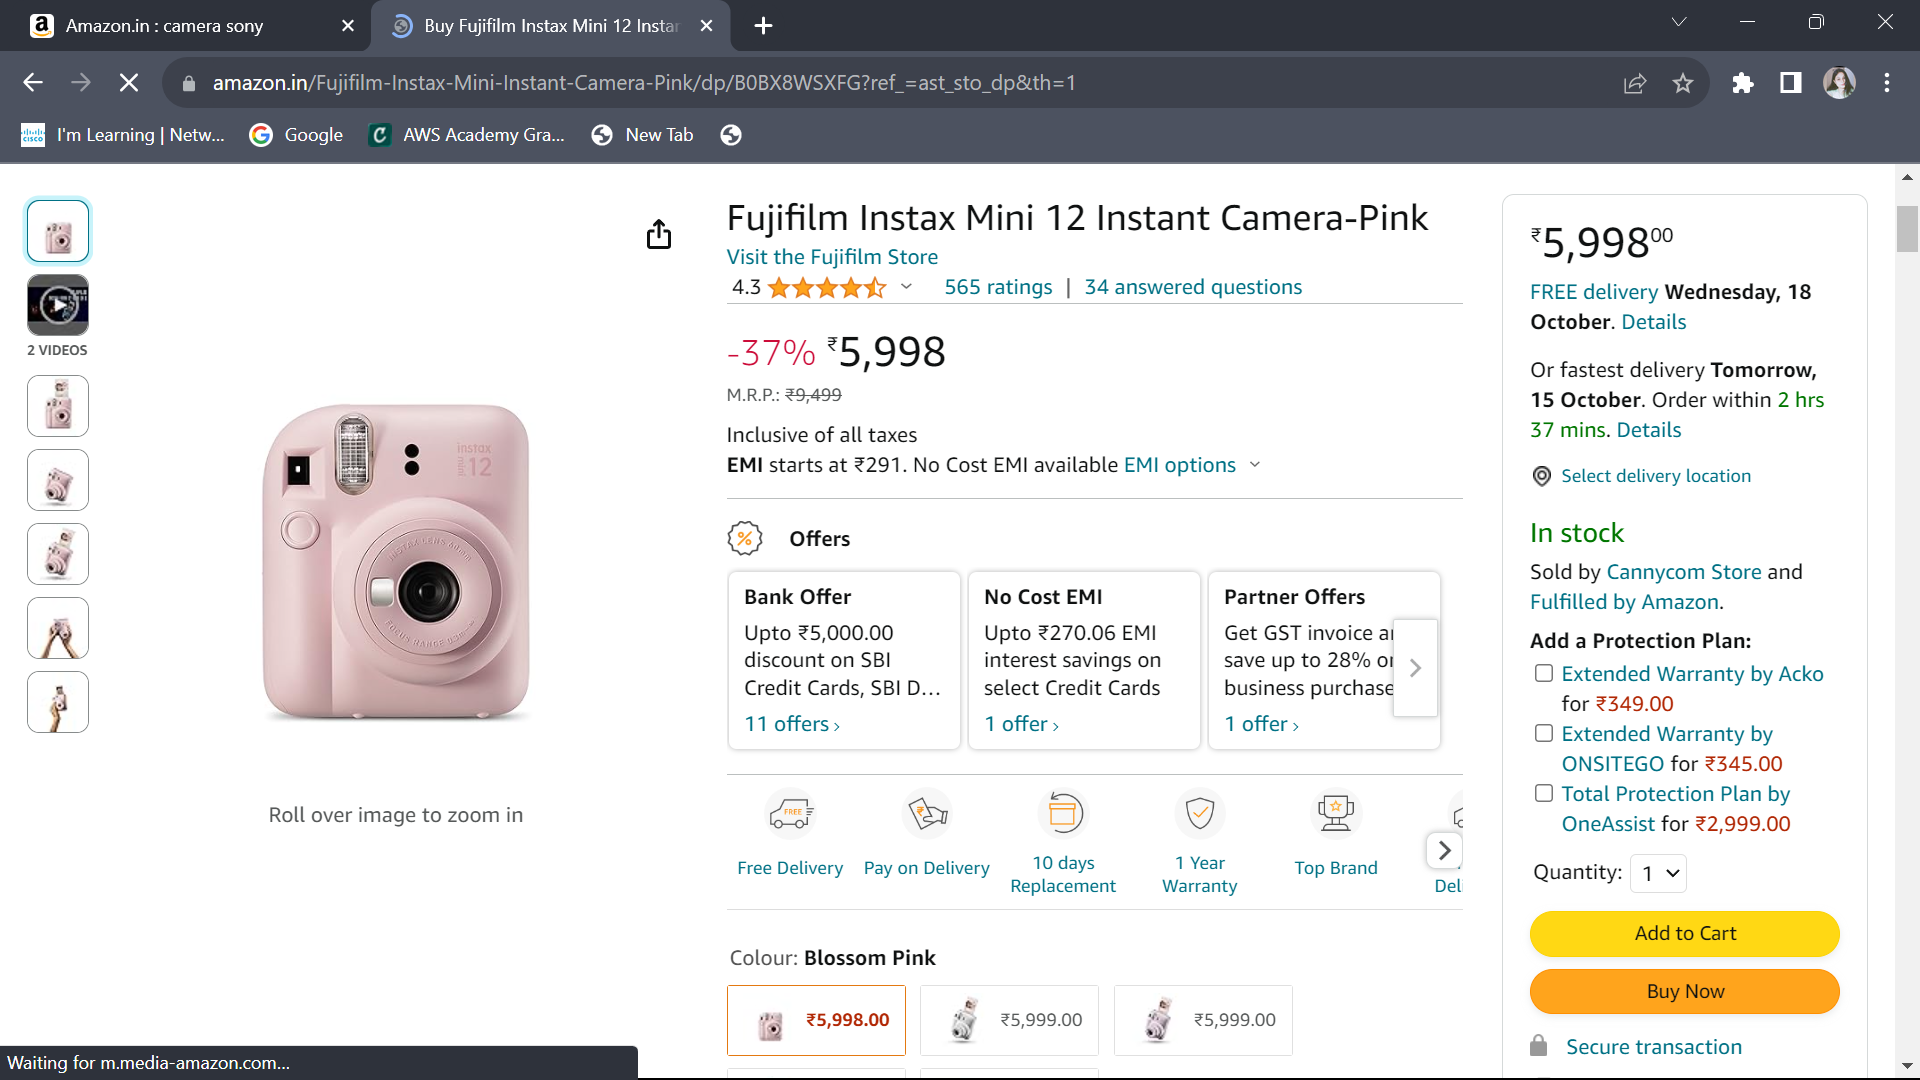 Amazon.in : camera sony
Buy Fujifilm Instax Mini 12 Instan
amazon.in/Fujifilm-Instax-Mini-Instant-Camera-Pink/dp/B0BX8WSXFG?ref_=ast_sto_dp&th=1
I'm Learning | Netw...
Google
AWS Academy Gra...
New Tab
2 VIDEOS
instax
mini 12
INSTAX LENS 60mm
FOCUS RANGE 0.3m
Roll over image to zoom in
Fujifilm Instax Mini 12 Instant Camera-Pink
Visit the Fujifilm Store
4.3
565 ratings | 34 answered questions
-37% ₹5,998
M.R.P.: ₹9,499
Inclusive of all taxes
EMI starts at ₹291. No Cost EMI available EMI options
Offers
Bank Offer
Upto ₹5,000.00
discount on SBI
Credit Cards, SBI D...
11 offers ›
No Cost EMI
Upto ₹270.06 EMI
interest savings on
select Credit Cards
1 offer ›
Partner Offers
Get GST invoice a
save up to 28% o
business purchase
1 offer ›
FREE
Free Delivery
Pay on Delivery
10 days
Replacement
1 Year
Warranty
Top Brand
Del
Colour: Blossom Pink
₹5,998.00
₹5,999.00
₹5,999.00
₹5,99800
FREE delivery Wednesday, 18
October. Details
Or fastest delivery Tomorrow,
15 October. Order within 2 hrs
37 mins. Details
Select delivery location
In stock
Sold by Cannycom Store and
Fulfilled by Amazon.
Add a Protection Plan:
Extended Warranty by Acko
for ₹349.00
Extended Warranty by
ONSITEGO for ₹345.00
Total Protection Plan by
OneAssist for ₹2,999.00
Quantity: 1
Add to Cart
Buy Now
Secure transaction
Waiting for m.media-amazon.com...